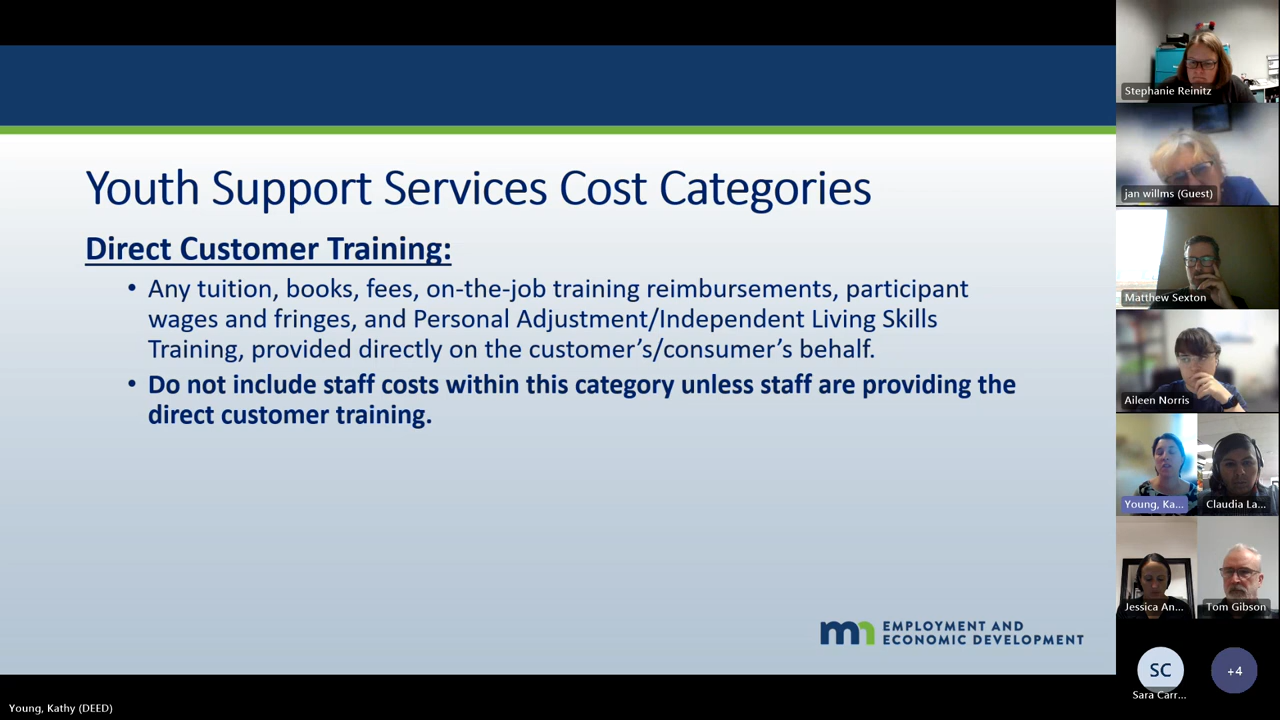 Youth Support Services Cost Categories
Direct Customer Training:
• Any tuition, books, fees, on-the-job training reimbursements, participant
wages and fringes, and Personal Adjustment/Independent Living Skills
Training, provided directly on the customer's/consumer's behalf.
• Do not include staff costs within this category unless staff are providing the
direct customer training.
mn EMPLOYMENT AND
ECONOMIC DEVELOPMENT
Young, Kathy (DEED)
Stephanie Reinitz
jan willms (Guest)
Matthew Sexton
Aileen Norris
Young, Ka...
Claudia La...
Jessica An...
Tom Gibson
SC
Sara Carr...
+4